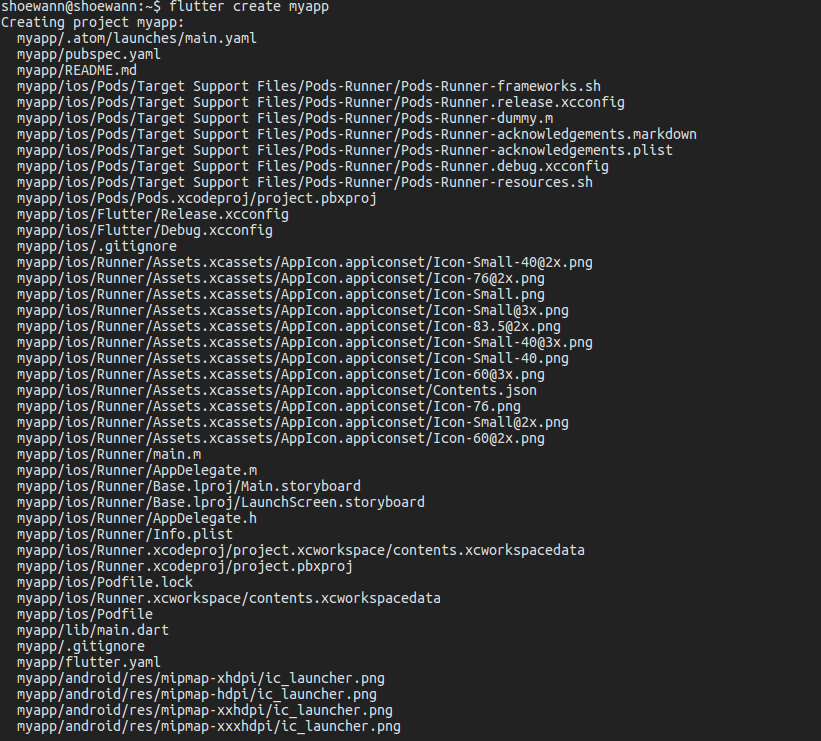 shoewann@shoewann:~$ flutter create myapp
Creating project myapp:
myapp/.atom/launches/main.yaml
myapp/pubspec.yaml
myapp/README.md
myapp/ios/Pods/Target Support Files/Pods-Runner/Pods-Runner-frameworks.sh
myapp/ios/Pods/Target Support Files/Pods-Runner/Pods-Runner.release.xcconfig
myapp/ios/Pods/Target Support Files/Pods-Runner/Pods-Runner-dummy.m
myapp/ios/Pods/Target Support Files/Pods-Runner/Pods-Runner-acknowledgements.markdown
myapp/ios/Pods/Target Support Files/Pods-Runner/Pods-Runner-acknowledgements.plist
myapp/ios/Pods/Target Support Files/Pods-Runner/Pods-Runner.debug.xcconfig
myapp/ios/Pods/Target Support Files/Pods-Runner/Pods-Runner-resources.sh
myapp/ios/Pods/Pods.xcodeproj/project.pbxproj
myapp/ios/Flutter/Release.xcconfig
myapp/ios/Flutter/Debug.xcconfig
myapp/ios/.gitignore
myapp/ios/Runner/Assets.xcassets/AppIcon.appiconset/Icon-Small-40@2x.png
myapp/ios/Runner/Assets.xcassets/AppIcon.appiconset/Icon-76@2x.png
myapp/ios/Runner/Assets.xcassets/AppIcon.appiconset/Icon-Small.png
myapp/ios/Runner/Assets.xcassets/AppIcon.appiconset/Icon-Small@3x.png
myapp/ios/Runner/Assets.xcassets/AppIcon.appiconset/Icon-83.5@2x.png
myapp/ios/Runner/Assets.xcassets/AppIcon.appiconset/Icon-Small-40@3x.png
myapp/ios/Runner/Assets.xcassets/AppIcon.appiconset/Icon-Small-40.png
myapp/ios/Runner/Assets.xcassets/AppIcon.appiconset/Icon-60@3x.png
myapp/ios/Runner/Assets.xcassets/AppIcon.appiconset/Contents.json
myapp/ios/Runner/Assets.xcassets/AppIcon.appiconset/Icon-76.png
myapp/ios/Runner/Assets.xcassets/AppIcon.appiconset/Icon-Small@2x.png
myapp/ios/Runner/Assets.xcassets/AppIcon.appiconset/Icon-60@2x.png
myapp/ios/Runner/main.m
myapp/ios/Runner/AppDelegate.m
myapp/ios/Runner/Base.lproj/Main.storyboard
myapp/ios/Runner/Base.lproj/LaunchScreen.storyboard
myapp/ios/Runner/AppDelegate.h
myapp/ios/Runner/Info.plist
myapp/ios/Runner.xcodeproj/project.xcworkspace/contents.xcworkspacedata
myapp/ios/Runner.xcodeproj/project.pbxproj
myapp/ios/Podfile.lock
myapp/ios/Runner.xcworkspace/contents.xcworkspacedata
myapp/ios/Podfile
myapp/lib/main.dart
myapp/.gitignore
myapp/flutter.yaml
myapp/android/res/mipmap-xhdpi/ic_launcher.png
myapp/android/res/mipmap-hdpi/ic_launcher.png
myapp/android/res/mipmap-xxhdpi/ic_launcher.png
myapp/android/res/mipmap-xxxhdpi/ic_launcher.png